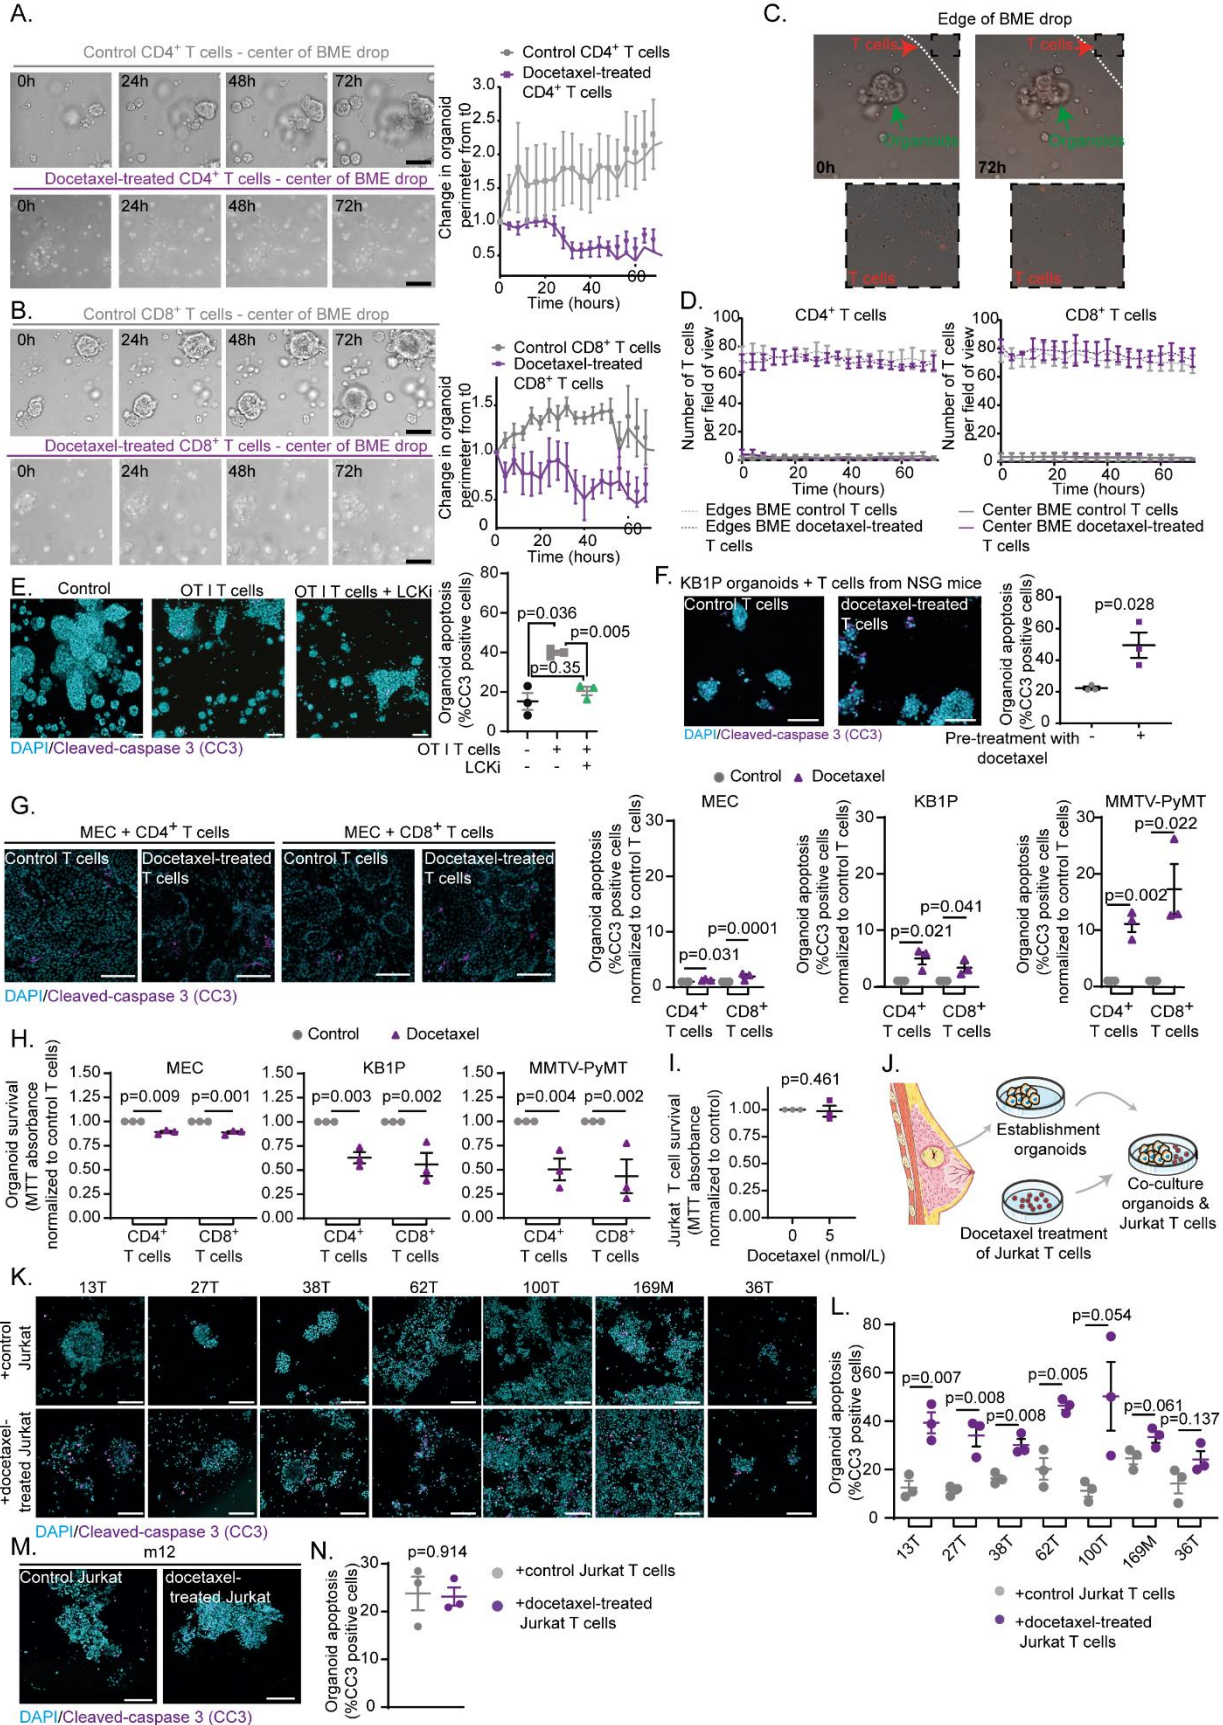 A.
Control CD4+ T cells - center of BME drop
0h
24h
48h
72h
Docetaxel-treated CD4+ T cells - center of BME drop
0h
24h
48h
72h
Control CD4+ T cells
Docetaxel-treated
CD4+ T cells
Change in organoid
perimeter from t0
3.0
2.5
2.0
1.5
1.0
0.5
0
20
40
60
Time (hours)
B.
Control CD8+ T cells - center of BME drop
0h
24h
48h
72h
Docetaxel-treated CD8+ T cells - center of BME drop
0h
24h
48h
72h
Control CD8+ T cells
Docetaxel-treated
CD8+ T cells
Change in organoid
perimeter from t0
1.5
1.0
0.5
0
0
20
40
60
Time (hours)
C.
Edge of BME drop
T cells
Organoids
0h
T cells
Organoids
72h
T cells
T cells
D.
CD4+ T cells
Number of T cells
per field of view
100
80
60
40
20
0
0
20
40
60
Time (hours)
CD8+ T cells
Number of T cells
per field of view
100
80
60
40
20
0
0
20
40
60
Time (hours)
Edges BME control T cells
Edges BME docetaxel-treated
T cells
Center BME control T cells
Center BME docetaxel-treated
T cells
E.
Control
OT I T cells
OT I T cells + LCKi
DAPI/Cleaved-caspase 3 (CC3)
Organoid apoptosis
(%CC3 positive cells)
80
60
40
20
0
p=0.036
p=0.005
p=0.35
OT I T cells - + +
LCKi - - +
F.
KB1P organoids + T cells from NSG mice
Control T cells
docetaxel-treated
T cells
DAPI/Cleaved-caspase 3 (CC3)
Organoid apoptosis
(%CC3 positive cells)
80
60
40
20
0
p=0.028
Pre-treatment with - +
docetaxel
G.
MEC + CD4+ T cells
MEC + CD8+ T cells
Control T cells
Docetaxel-treated
T cells
Control T cells
Docetaxel-treated
T cells
DAPI/Cleaved-caspase 3 (CC3)
Control
Docetaxel
MEC
Organoid apoptosis
(%CC3 positive cells
normalized to control T cells)
30
20
10
0
p=0.031
p=0.0001
CD4+
T cells
CD8+
T cells
KB1P
Organoid apoptosis
(%CC3 positive cells
normalized to control T cells)
30
20
10
0
p=0.021
p=0.041
CD4+
T cells
CD8+
T cells
MMTV-PyMT
Organoid apoptosis
(%CC3 positive cells
normalized to control T cells)
30
20
10
0
p=0.002
p=0.022
CD4+
T cells
CD8+
T cells
H.
Control
Docetaxel
Organoid survival
(MTT absorbance
normalized to control T cells)
MEC
1.50
1.25
1.00
0.75
0.50
0.25
0.00
p=0.009
p=0.001
CD4+
T cells
CD8+
T cells
KB1P
1.50
1.25
1.00
0.75
0.50
0.25
0.00
p=0.003
p=0.002
CD4+
T cells
CD8+
T cells
MMTV-PyMT
1.50
1.25
1.00
0.75
0.50
0.25
0.00
p=0.004
p=0.002
CD4+
T cells
CD8+
T cells
I.
Jurkat T cell survival
(MTT absorbance
normalized to control)
p=0.461
1.00
0.75
0.50
0.25
0.00
0
5
Docetaxel (nmol/L)
J.
Establishment
organoids
Docetaxel treatment
of Jurkat T cells
Co-culture
organoids &
Jurkat T cells
K.
13T
27T
38T
62T
100T
169M
36T
+control
Jurkat
+docetaxel-
treated Jurkat
DAPI/Cleaved-caspase 3 (CC3)
L.
Organoid apoptosis
(%CC3 positive cells)
80
60
40
20
0
p=0.007
p=0.008
p=0.008
p=0.005
p=0.054
p=0.061
p=0.137
13T
27T
38T
62T
100T
169M
36T
+control Jurkat T cells
+docetaxel-treated
Jurkat T cells
M.
m12
Control Jurkat
docetaxel-
treated Jurkat
DAPI/Cleaved-caspase 3 (CC3)
N.
Organoid apoptosis
(%CC3 positive cells)
30
20
10
0
p=0.914
+control Jurkat T cells
+docetaxel-treated
Jurkat T cells